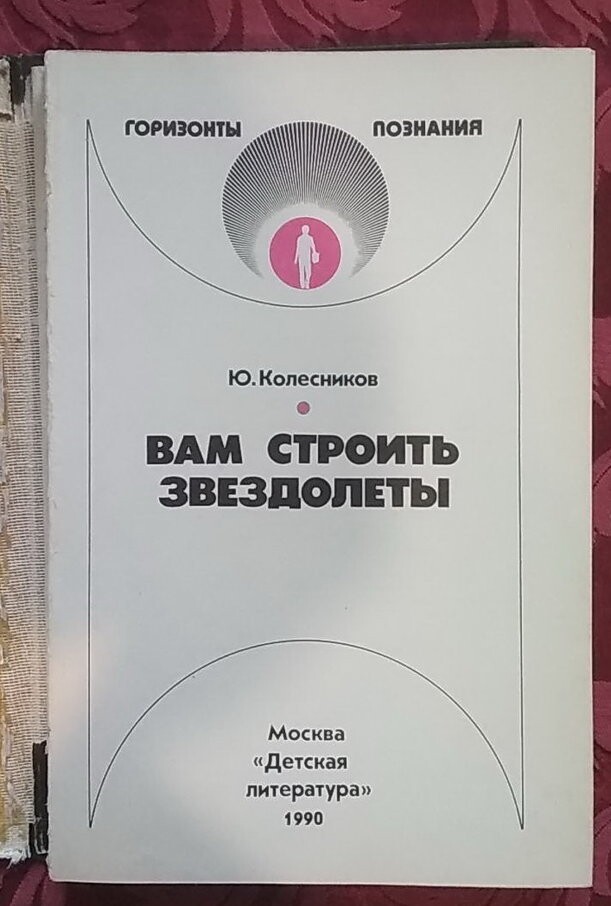 ГОРИЗОНТЫ ПОЗНАНИЯ
Ю. Колесников
ВАМ СТРОИТЬ
ЗВЕЗДОЛЕТЫ
Москва
«Детская
литература»
1990